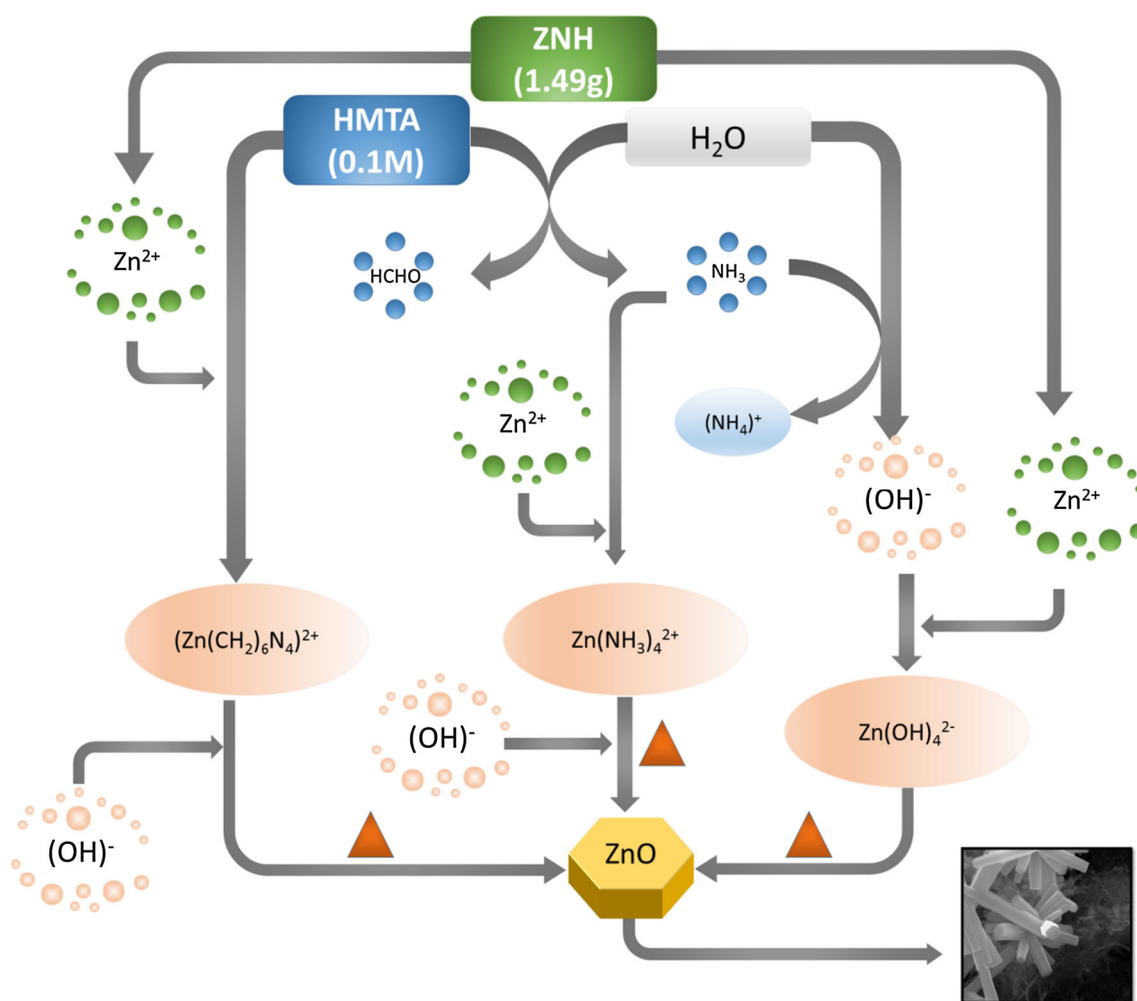 ZNH
(1.49g)
HMTA
(0.1M)
H₂O
Zn²⁺
HCHO
NH₃
Zn²⁺
(NH₄)⁺
(OH)⁻
Zn²⁺
(Zn(CH₂)₆N₄)²⁺
Zn(NH₃)₄²⁺
Zn(OH)₄²⁻
(OH)⁻
(OH)⁻
ZnO